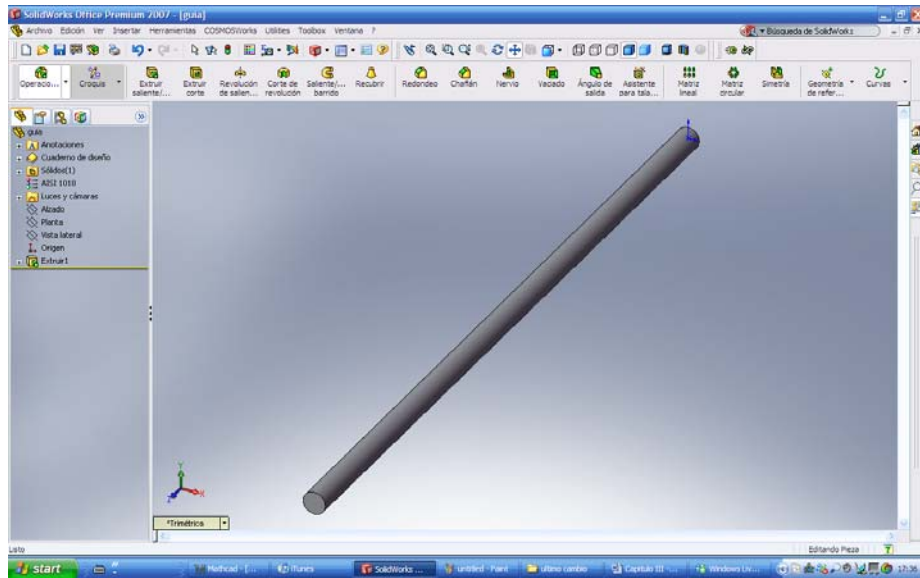 SolidWorks Office Premium 2007 - [guia]
Archivo Edición Ver Insertar Herramientas COSMOSWorks Utilities Toolbox Ventana ?
Búsqueda de SolidWorks
Operacio... Croquis Extruir saliente/... Extruir corte Revolución de salien... Corte de revolución Saliente/... barrido Recubrir Redondeo Chaflán Nervio Vaciado Ángulo de salida Asistente para tala... Matriz lineal Matriz circular Simetría Geometría de refer... Curvas
guia
Anotaciones
Cuaderno de diseño
Sólidos(1)
AISI 1010
Luces y cámaras
Alzado
Planta
Vista lateral
Origen
Extruir1
Y
X
Z
*Trimétrica
Listo
Editando Pieza
start
Mathcad - [...
iTunes
SolidWorks ...
untitled - Paint
ultimo cambio
Capitulo III -...
Windows Liv...